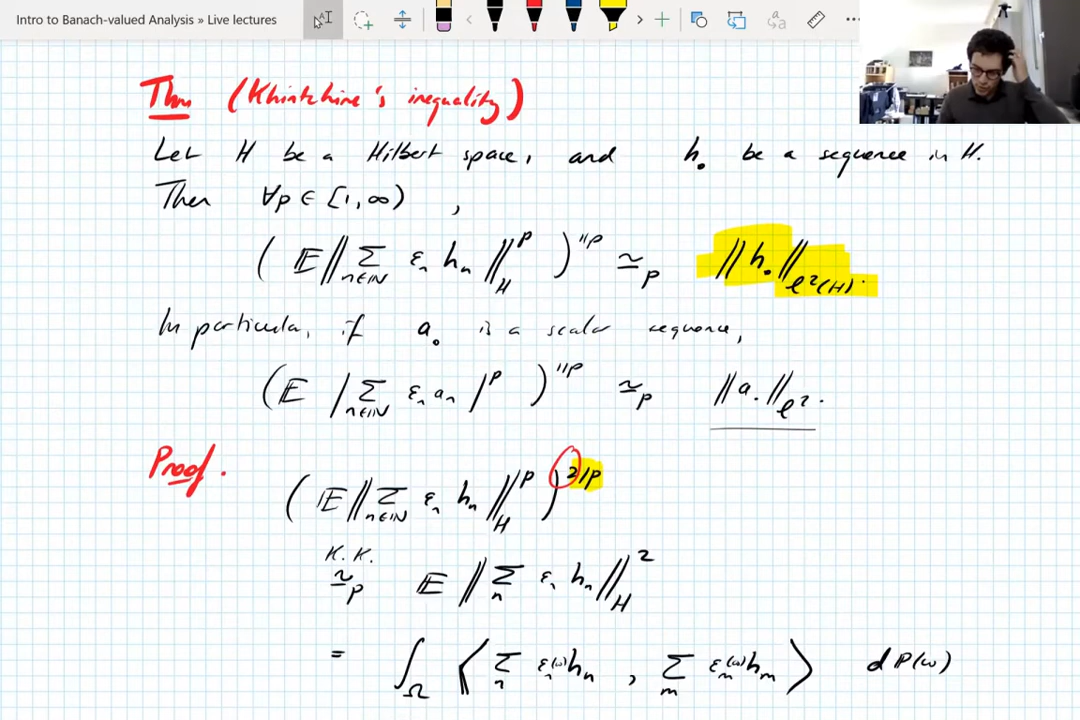 Intro to Banach-valued Analysis » Live lectures
Thm (Khintchine's inequality)
Let H be a Hilbert space, and h. be a sequence in H.
Then ∀p ∈ [1,∞),
( E‖ Σ_{n∈ℕ} ε_n h_n ‖_H^p )^{1/p} ≃_p ‖h.‖_{ℓ²(H)}.
In particular, if a. is a scalar sequence,
( E | Σ_{n∈ℕ} ε_n a_n |^p )^{1/p} ≃_p ‖a.‖_{ℓ²}.
Proof. ( E‖ Σ_{n∈ℕ} ε_n h_n ‖_H^p )^{2/p}
K.K.
≃_p E ‖ Σ_n ε_n h_n ‖_H^2
= ∫_Ω ⟨ Σ_n ε_n(ω) h_n , Σ_m ε_m(ω) h_m ⟩ dP(ω)